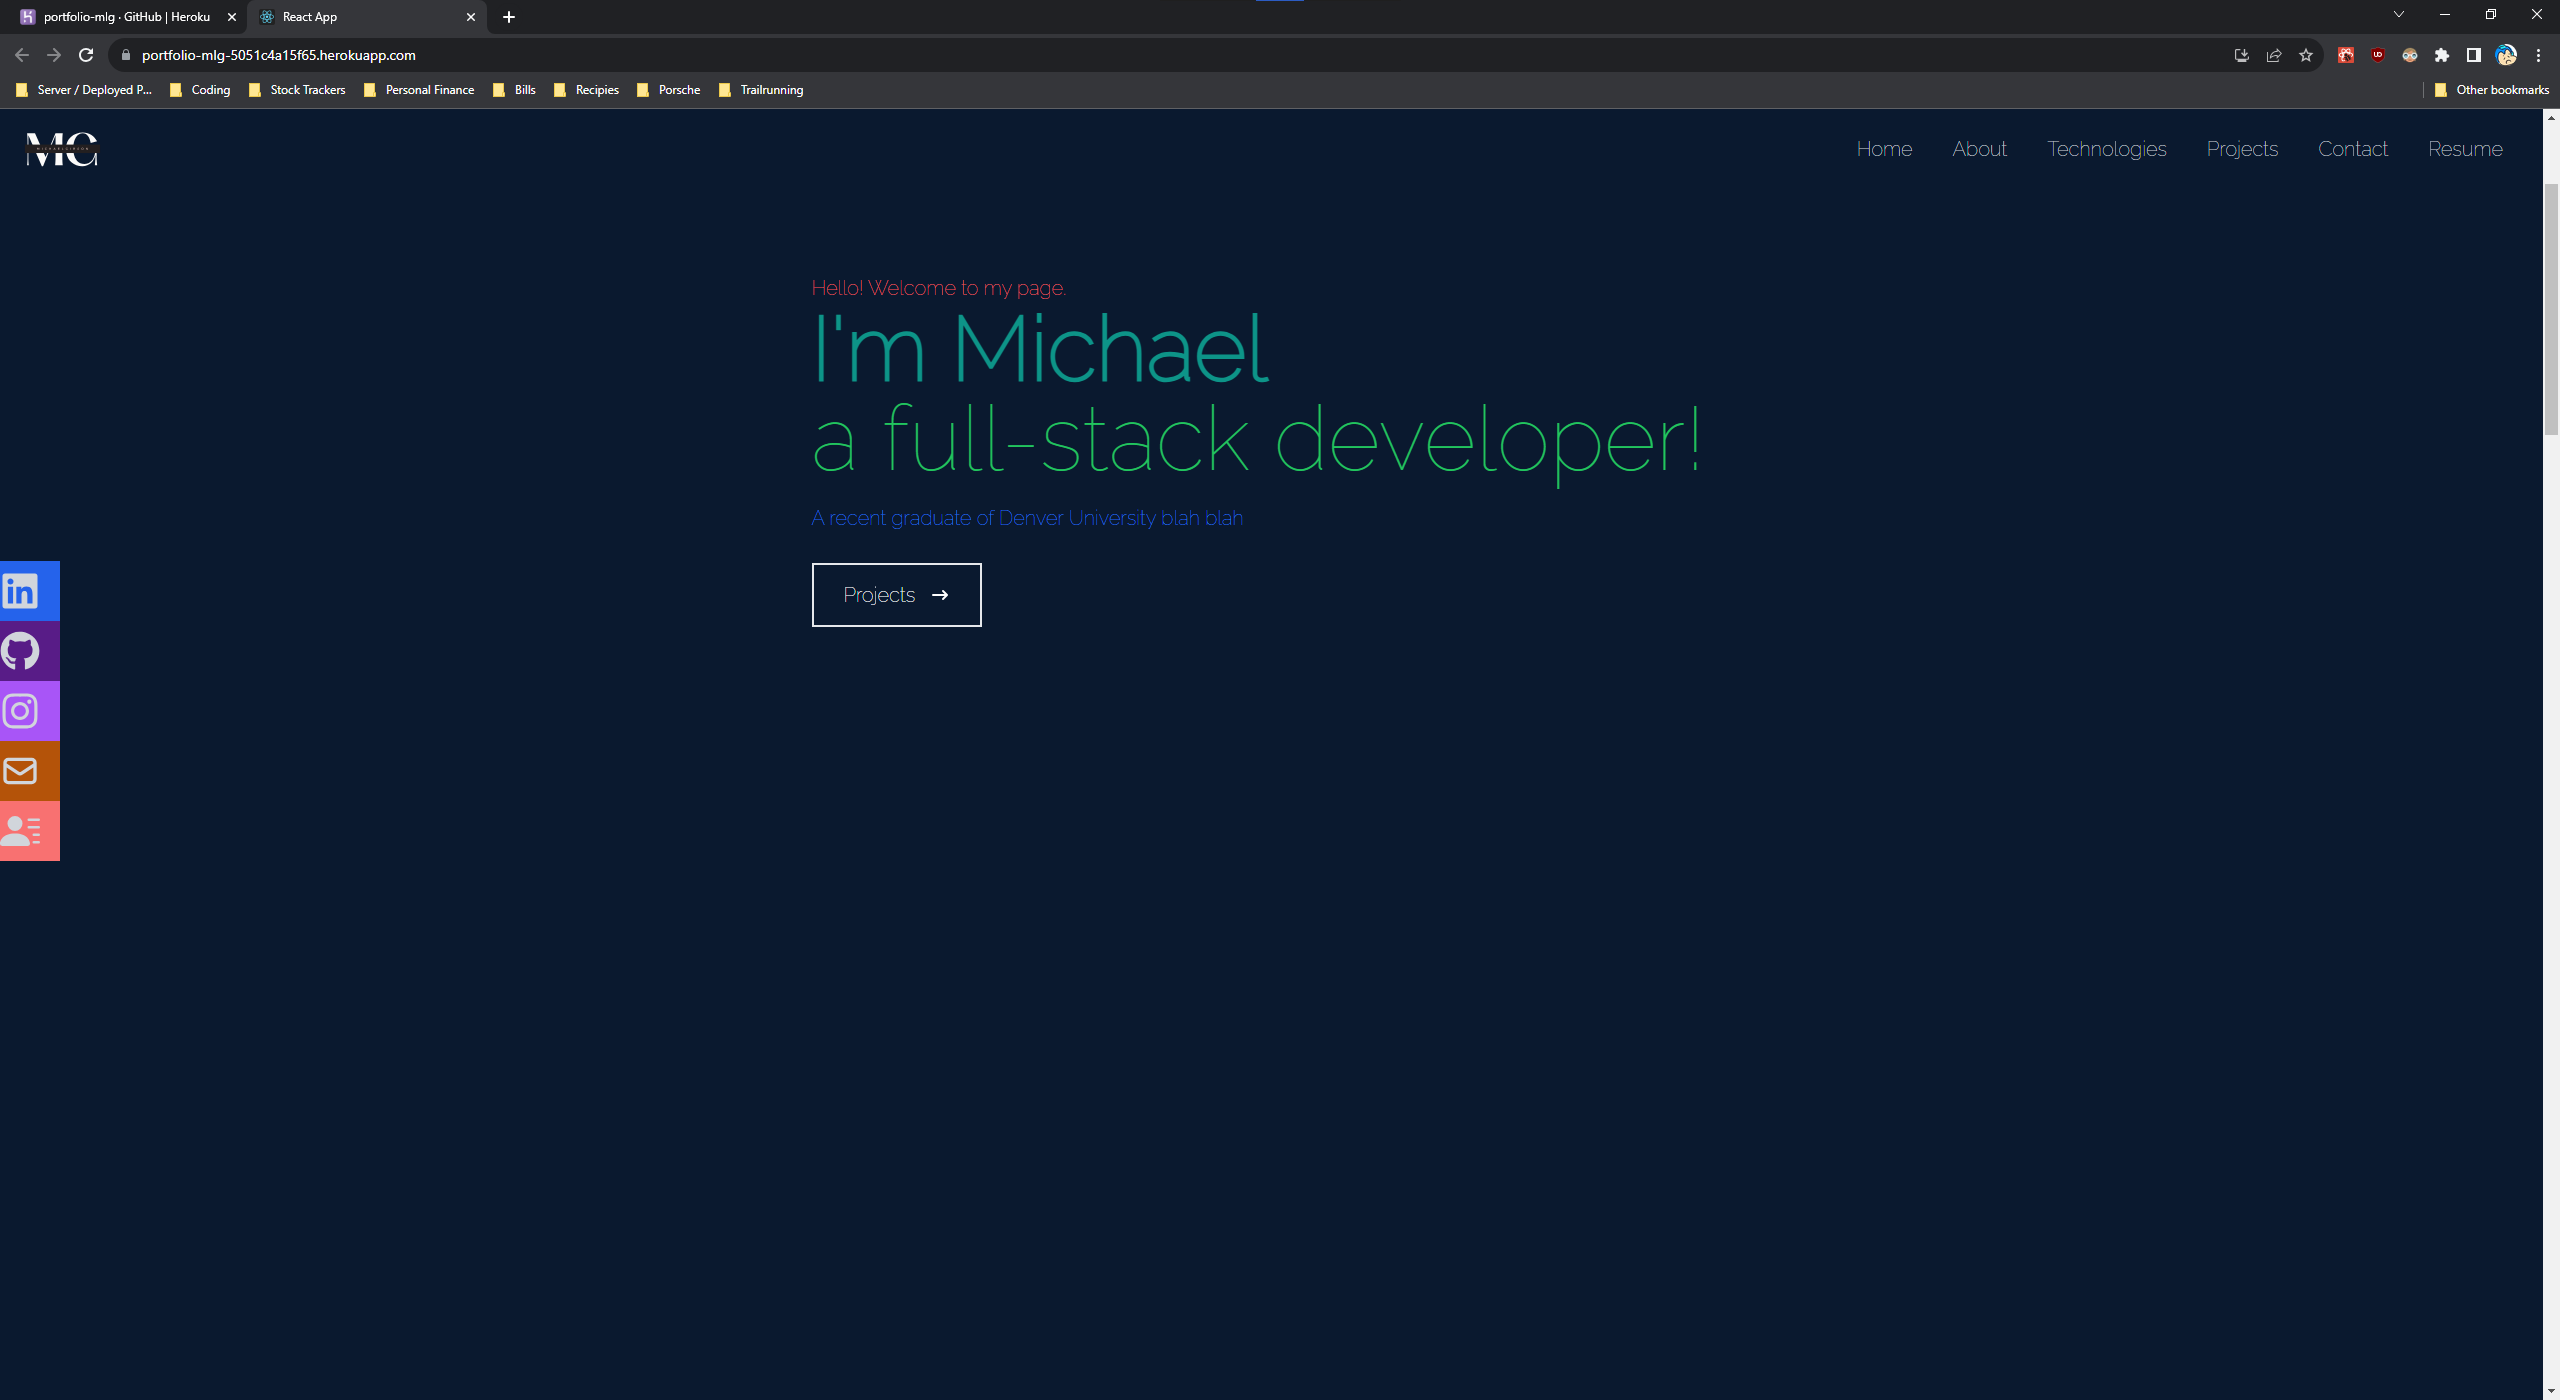 portfolio-mlg · GitHub | Heroku
React App
portfolio-mlg-5051c4a15f65.herokuapp.com
Server / Deployed P...
Coding
Stock Trackers
Personal Finance
Bills
Recipies
Porsche
Trailrunning
Other bookmarks
MG
Home
About
Technologies
Projects
Contact
Resume
Hello! Welcome to my page.
I'm Michael
a full-stack developer!
A recent graduate of Denver University blah blah
Projects →
in